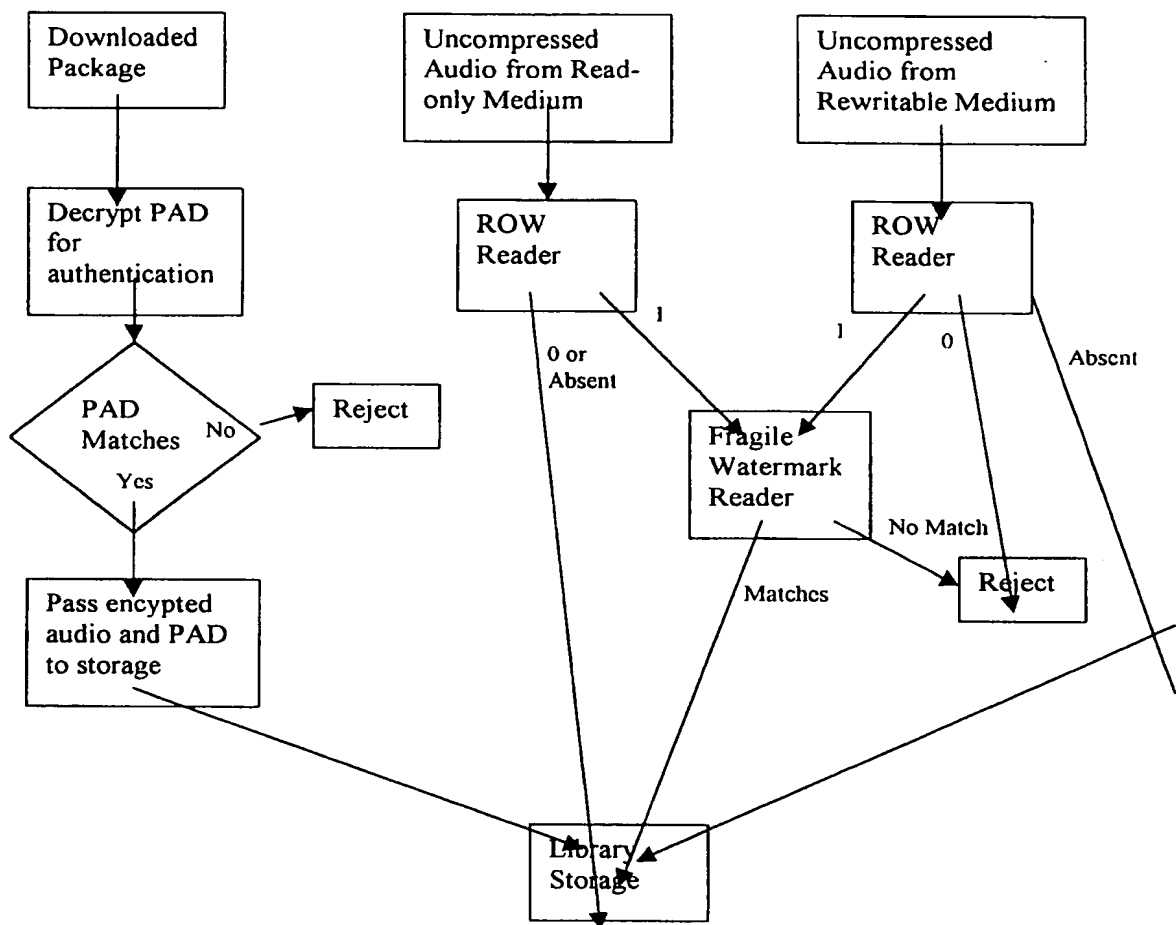 Downloaded
Package
Uncompressed
Audio from Read-
only Medium
Uncompressed
Audio from
Rewritable Medium
Decrypt PAD
for
authentication
ROW
Reader
ROW
Reader
1
0 or
Absent
1
0
Absent
PAD
Matches
No
Yes
Reject
Fragile
Watermark
Reader
No Match
Matches
Reject
Pass encypted
audio and PAD
to storage
Library
Storage